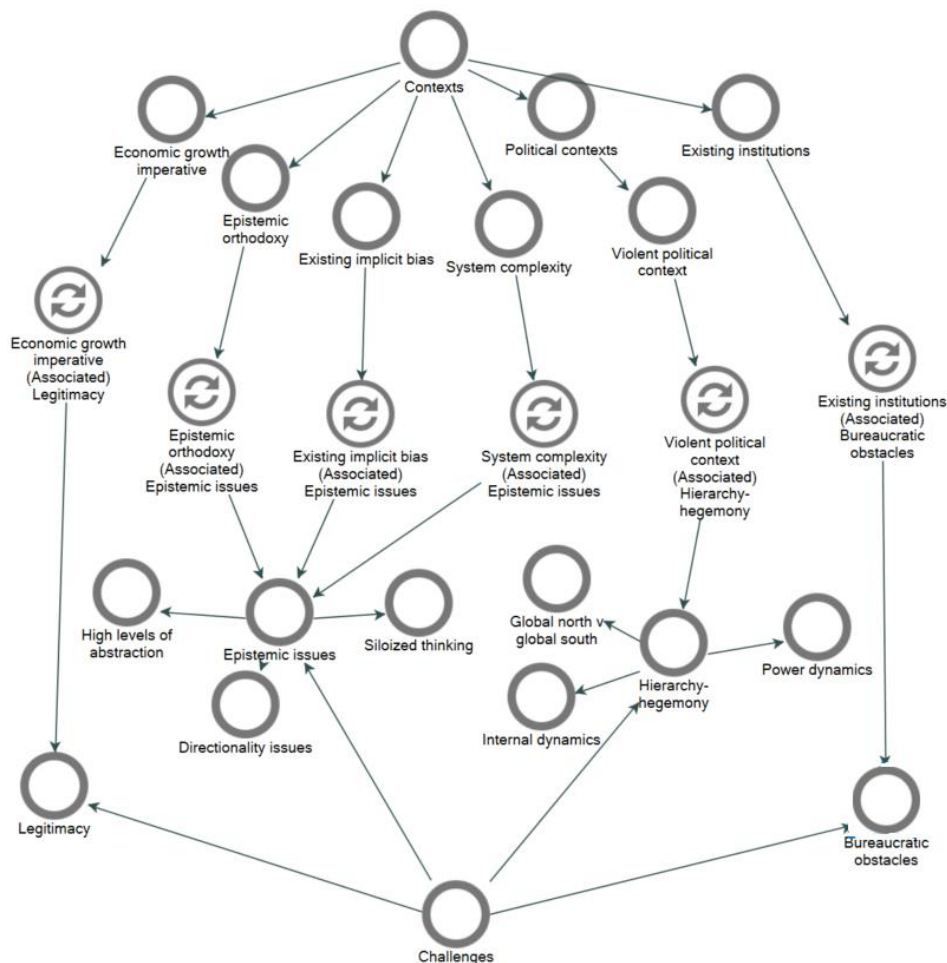 Contexts
Economic growth
imperative
Political contexts
Existing institutions
Epistemic
orthodoxy
Existing implicit bias
System complexity
Violent political
context
Economic growth
imperative
(Associated)
Legitimacy
Epistemic
orthodoxy
(Associated)
Epistemic issues
Existing implicit bias
(Associated)
Epistemic issues
System complexity
(Associated)
Epistemic issues
Violent political
context
(Associated)
Hierarchy-
hegemony
Existing institutions
(Associated)
Bureaucratic
obstacles
High levels of
abstraction
Epistemic issues
Siloized thinking
Global north v
global south
Power dynamics
Hierarchy-
hegemony
Directionality issues
Internal dynamics
Legitimacy
Bureaucratic
obstacles
Challenges